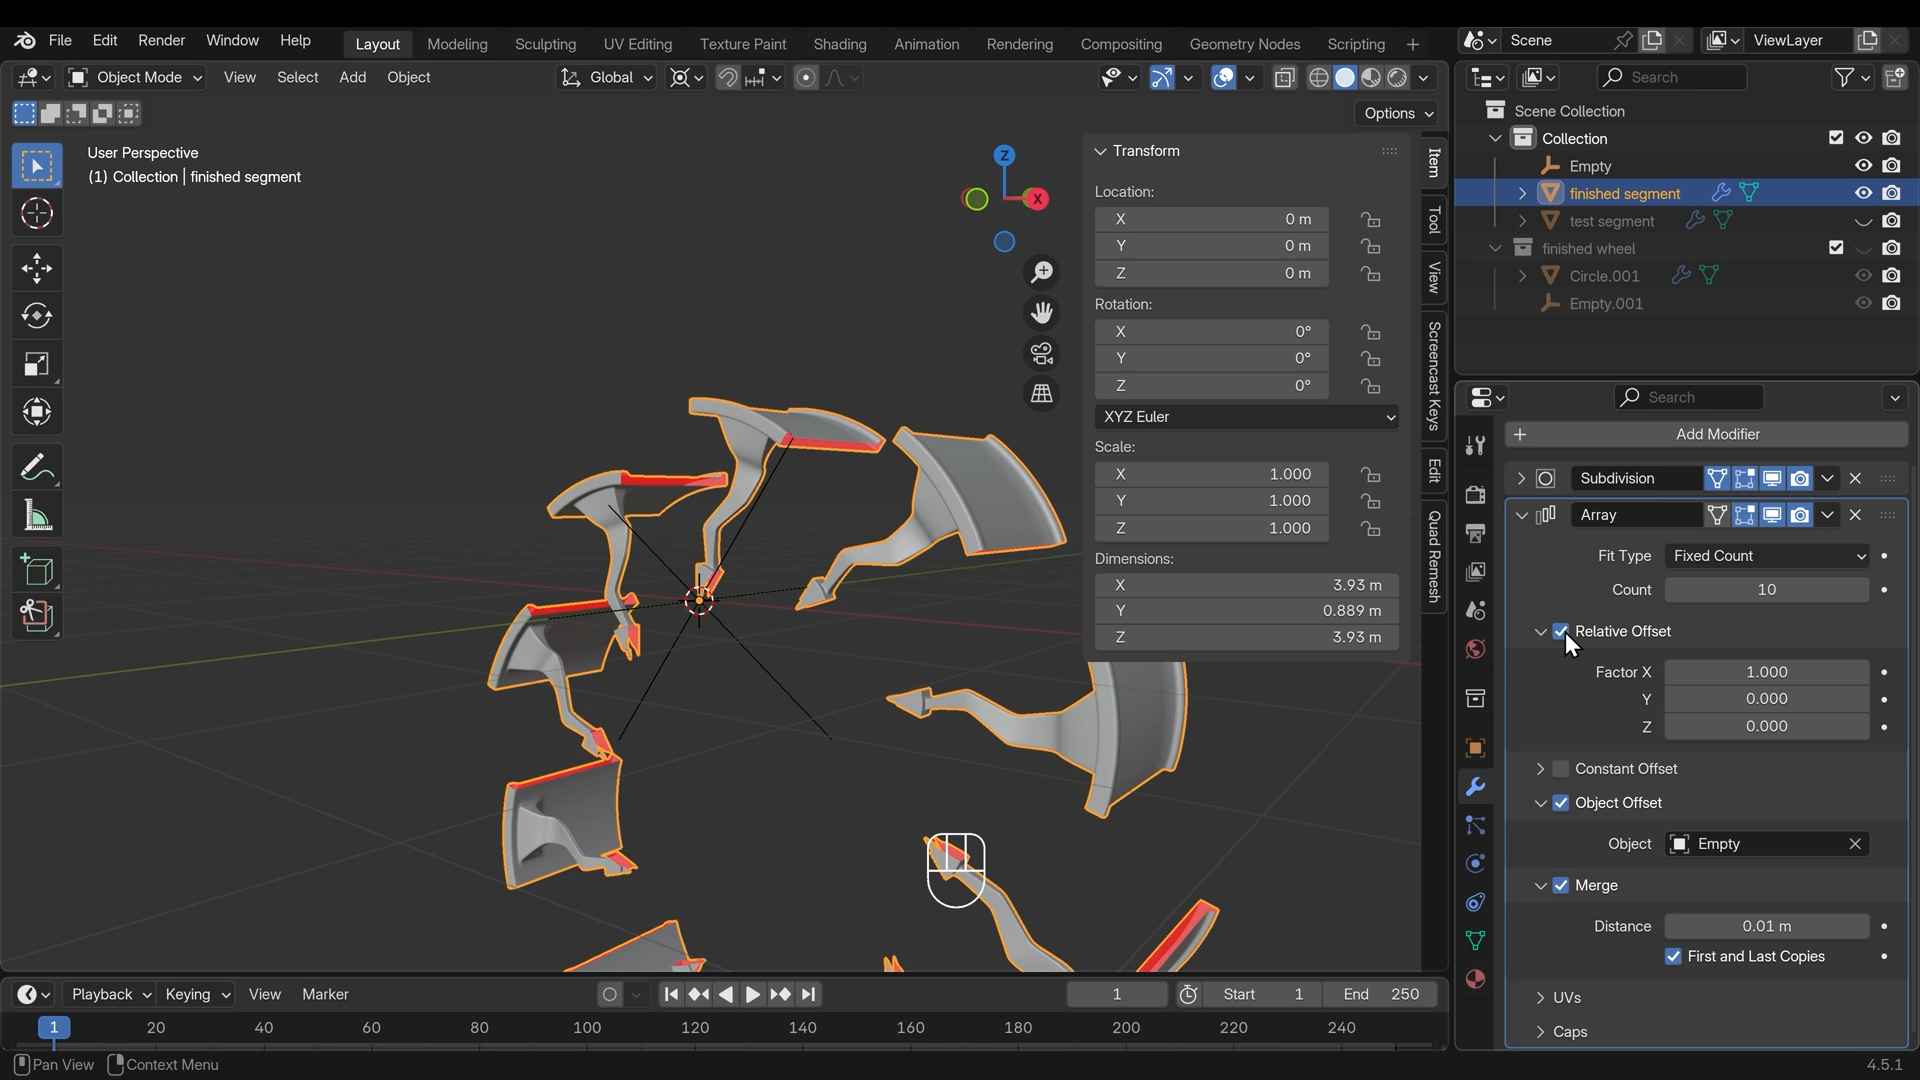 File Edit Render Window Help Layout Modeling Sculpting UV Editing Texture Paint Shading Animation Rendering Compositing Geometry Nodes Scripting + Scene ViewLayer
Object Mode View Select Add Object Global Search
Options
User Perspective
(1) Collection | finished segment
Z
X
Transform
Location:
X 0 m
Y 0 m
Z 0 m
Rotation:
X 0°
Y 0°
Z 0°
XYZ Euler
Scale:
X 1.000
Y 1.000
Z 1.000
Dimensions:
X 3.93 m
Y 0.889 m
Z 3.93 m
Item
Tool
View
Screencast Keys
Edit
Quad Remesh
Scene Collection
Collection
Empty
finished segment
test segment
finished wheel
Circle.001
Empty.001
Search
Add Modifier
Subdivision
Array
Fit Type Fixed Count
Count 10
Relative Offset
Factor X 1.000
Y 0.000
Z 0.000
Constant Offset
Object Offset
Object Empty
Merge
Distance 0.01 m
First and Last Copies
UVs
Caps
Playback Keying View Marker 1 Start 1 End 250
1 20 40 60 80 100 120 140 160 180 200 220 240
Pan View Context Menu 4.5.1